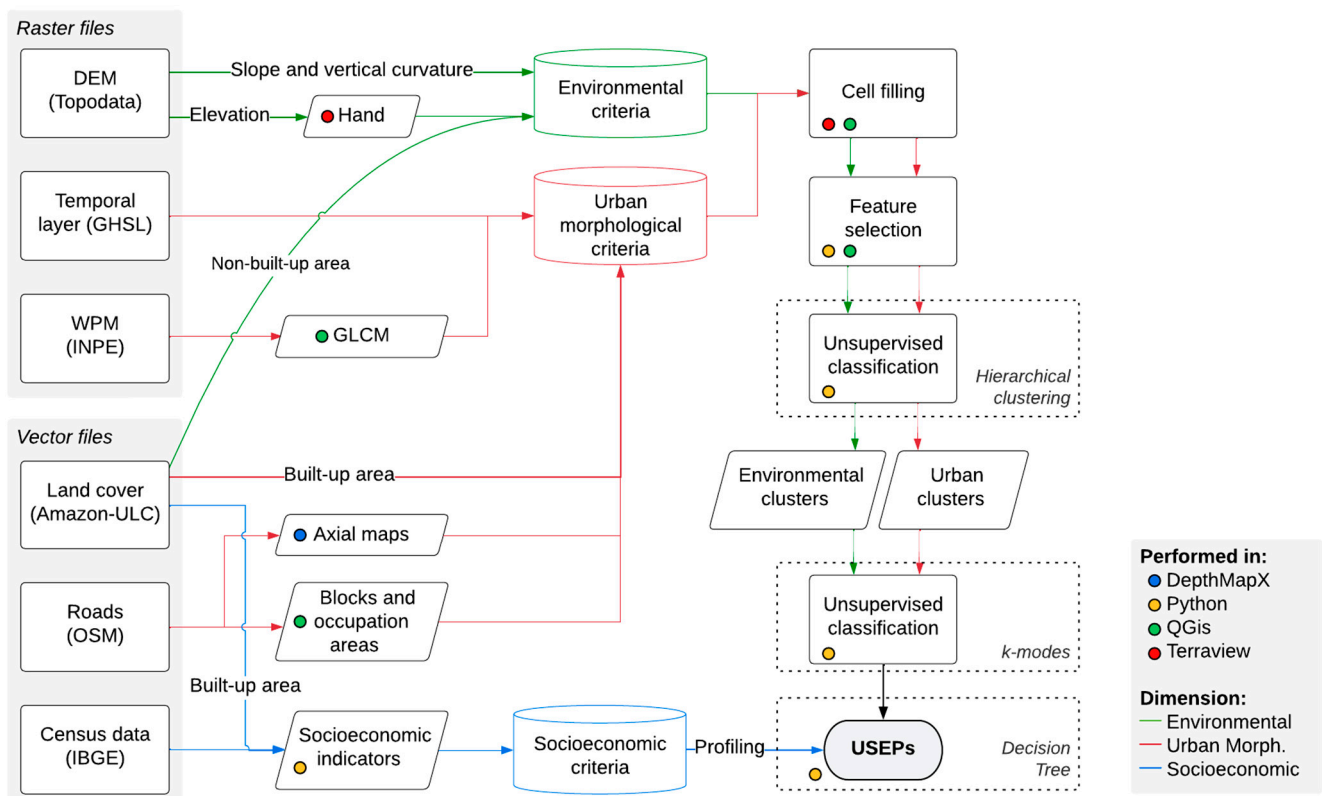 Raster files
DEM
(Topodata)
Slope and vertical curvature
Elevation
Hand
Environmental
criteria
Cell filling
Temporal
layer (GHSL)
Urban
morphological
criteria
Feature
selection
Non-built-up area
WPM
(INPE)
GLCM
Unsupervised
classification
Hierarchical
clustering
Vector files
Land cover
(Amazon-ULC)
Built-up area
Environmental
clusters
Urban
clusters
Axial maps
Roads
(OSM)
Blocks and
occupation
areas
Unsupervised
classification
k-modes
Built-up area
Census data
(IBGE)
Socioeconomic
indicators
Socioeconomic
criteria
Profiling
USEPs
Decision
Tree
Performed in:
DepthMapX
Python
QGis
Terraview
Dimension:
Environmental
Urban Morph.
Socioeconomic